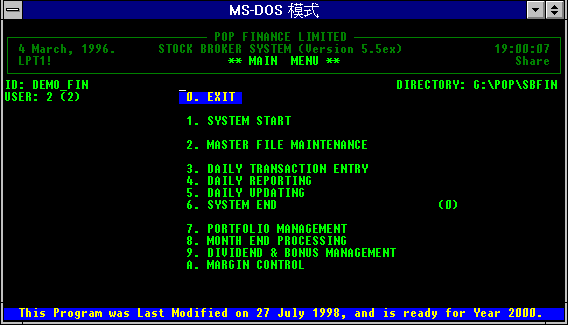 MS-DOS 模式
POP FINANCE LIMITED
4 March, 1996. STOCK BROKER SYSTEM (Version 5.5ex) 19:00:07
LPT1! ** MAIN MENU ** Share
ID: DEMO_FIN DIRECTORY: G:\POP\SBFIN
USER: 2 (2)
0. EXIT
1. SYSTEM START
2. MASTER FILE MAINTENANCE
3. DAILY TRANSACTION ENTRY
4. DAILY REPORTING
5. DAILY UPDATING
6. SYSTEM END (0)
7. PORTFOLIO MANAGEMENT
8. MONTH END PROCESSING
9. DIVIDEND & BONUS MANAGEMENT
A. MARGIN CONTROL
This Program was Last Modified on 27 July 1998, and is ready for Year 2000.